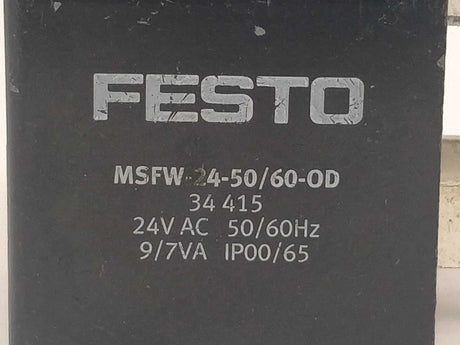 FESTO
MSFW-24-50/60-OD
34 415
24V AC 50/60Hz
9/7VA IP00/65